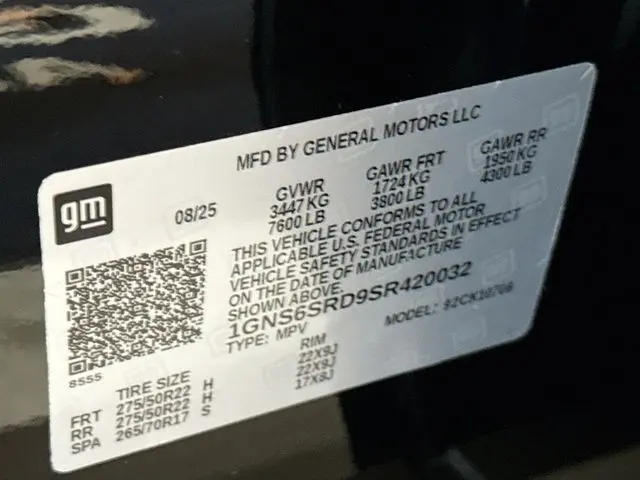 MFD BY GENERAL MOTORS LLC
gm
08/25
GVWR GAWR FRT GAWR RR
3447 KG 1724 KG 1950 KG
7600 LB 3800 LB 4300 LB
THIS VEHICLE CONFORMS TO ALL
APPLICABLE U.S. FEDERAL MOTOR
VEHICLE SAFETY STANDARDS IN EFFECT
ON THE DATE OF MANUFACTURE
SHOWN ABOVE.
1GNS6SRD9SR420032
TYPE: MPV MODEL:
8555
TIRE SIZE RIM
FRT 275/50R22 H 22X9J
RR 275/50R22 H 22X9J
SPA 265/70R17 S 17X8J